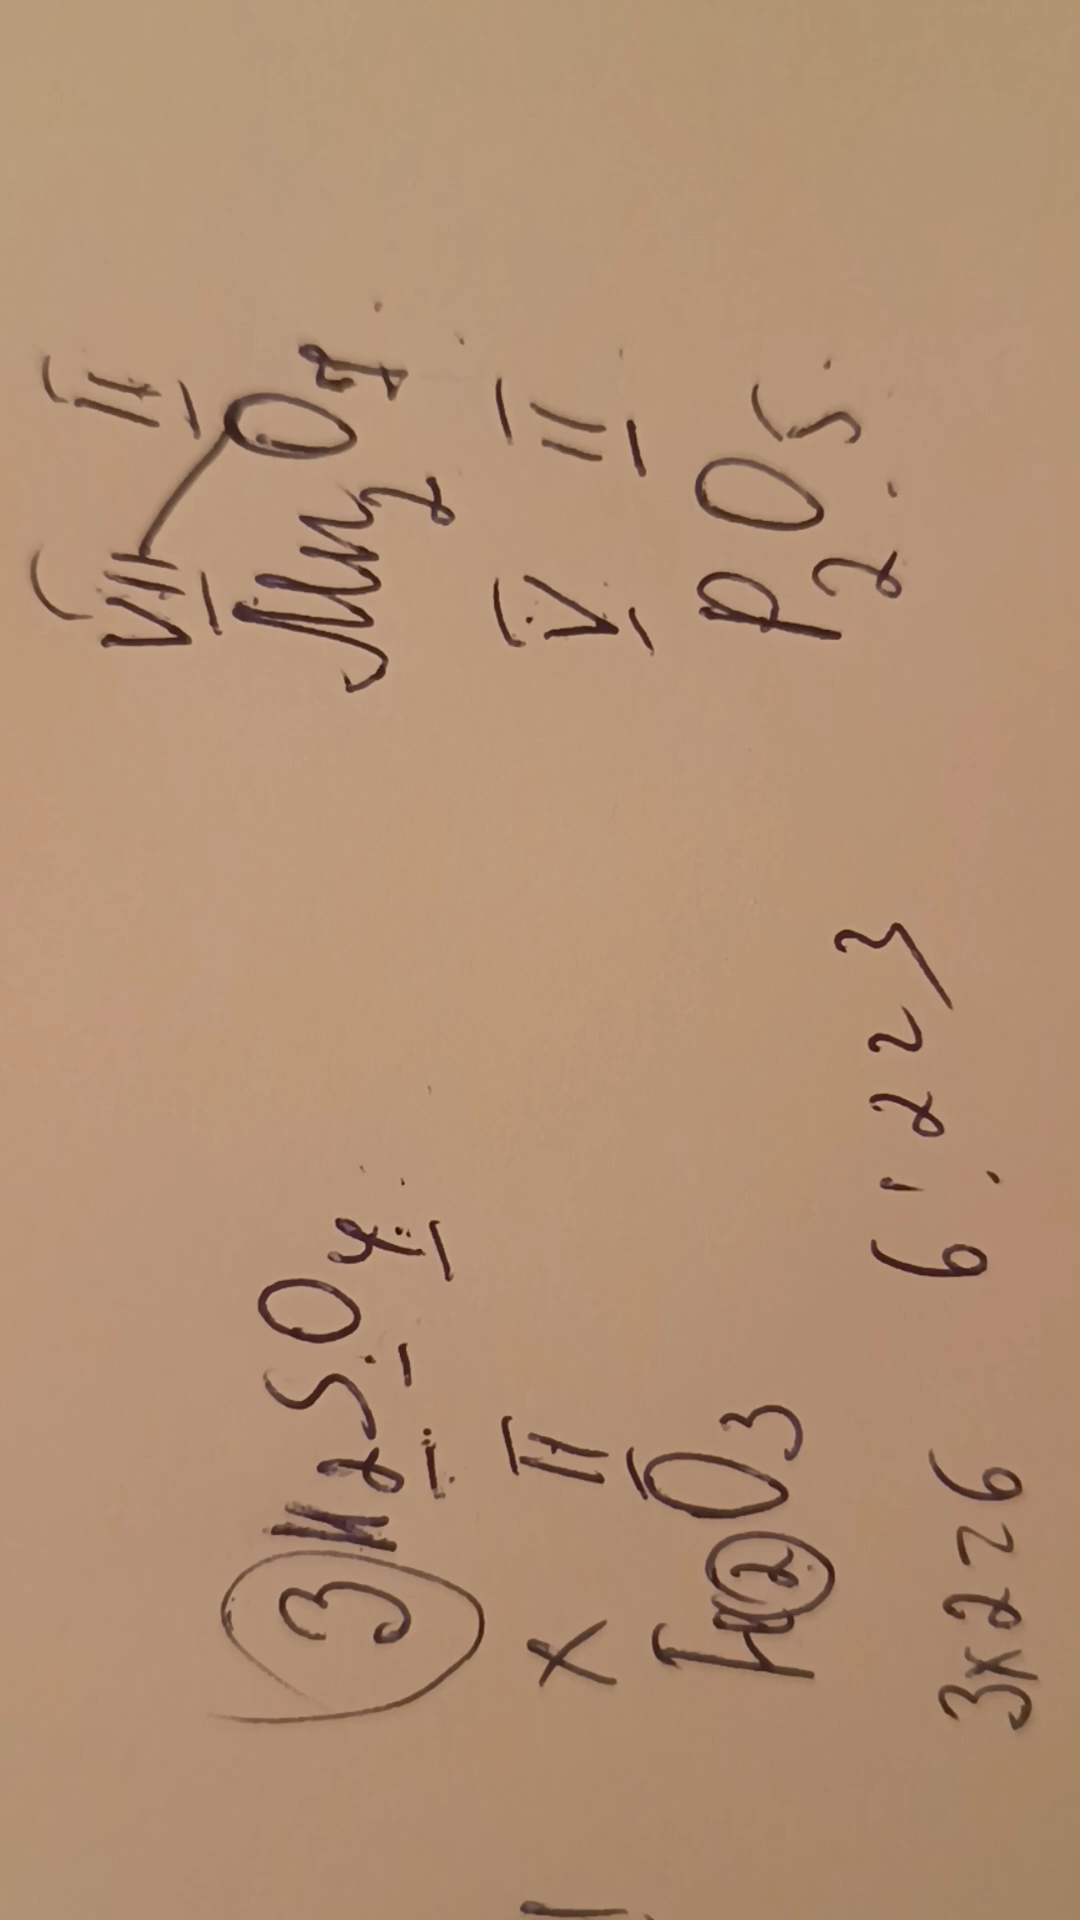 3 H2SO4
X II
Fe2O3
3x2=6 6:2=3
VII II
Mn2O7
V II
P2O5